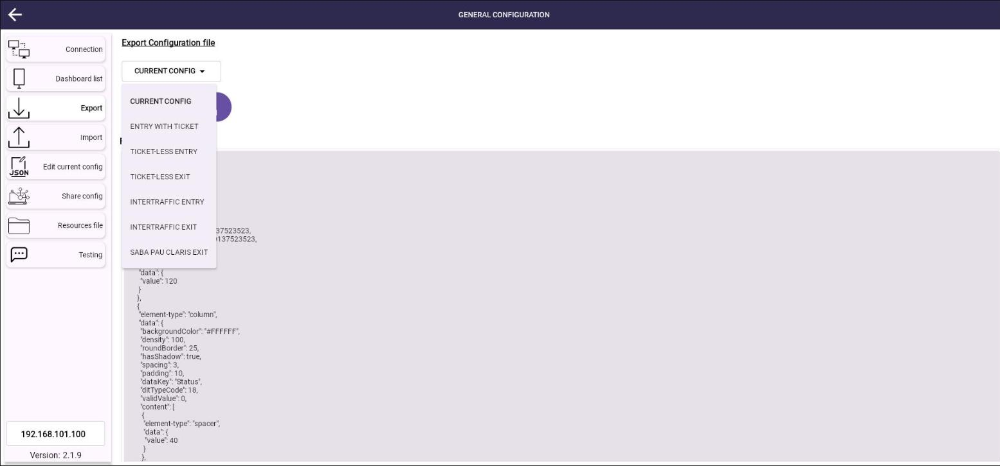 GENERAL CONFIGURATION
Connection
Dashboard list
Export
Import
JSON
Edit current config
Share config
Resources file
Testing
192.168.101.100
Version: 2.1.9
Export Configuration file
CURRENT CONFIG
CURRENT CONFIG
ENTRY WITH TICKET
TICKET-LESS ENTRY
TICKET-LESS EXIT
INTERTRAFFIC ENTRY
INTERTRAFFIC EXIT
SABA PAU CLARIS EXIT
37523523,
0137523523,
"data": {
"value": 120
}
},
{
"element-type": "column",
"data": {
"backgroundColor": "#FFFFFF",
"density": 100,
"roundBorder": 25,
"hasShadow": true,
"spacing": 3,
"padding": 10,
"dataKey": "Status",
"ditTypeCode": 18,
"validValue": 0,
"content": [
{
"element-type": "spacer",
"data": {
"value": 40
}
},